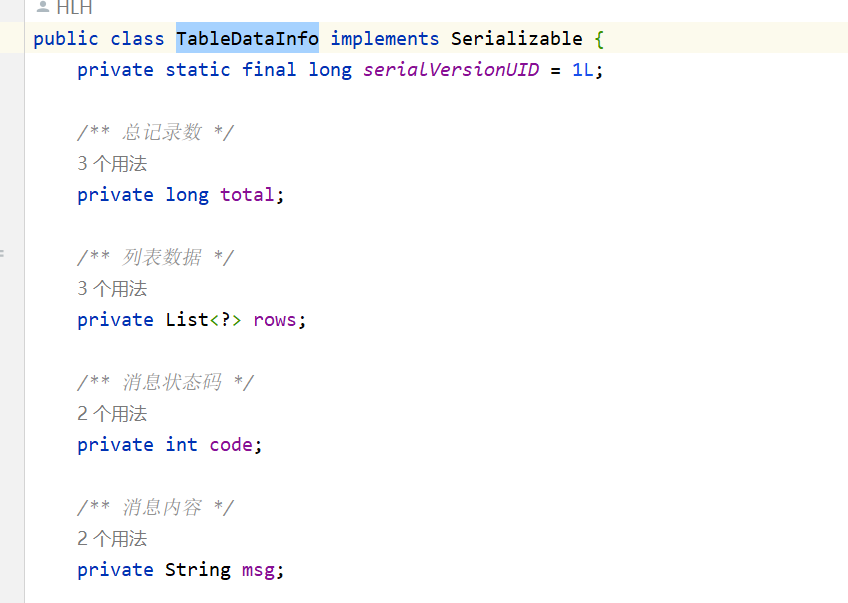 HLH
public class TableDataInfo implements Serializable {
private static final long serialVersionUID = 1L;
/** 总记录数 */
3 个用法
private long total;
/** 列表数据 */
3 个用法
private List<?> rows;
/** 消息状态码 */
2 个用法
private int code;
/** 消息内容 */
2 个用法
private String msg;